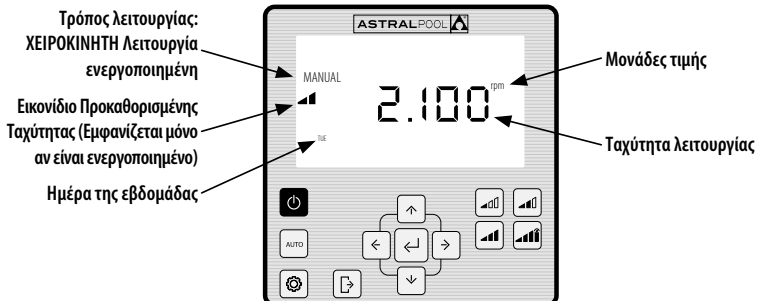 Τρόπος λειτουργίας:
ΧΕΙΡΟΚΙΝΗΤΗ Λειτουργία
ενεργοποιημένη
Εικονίδιο Προκαθορισμένης
Ταχύτητας (Εμφανίζεται μόνο
αν είναι ενεργοποιημένο)
Ημέρα της εβδομάδας
ASTRALPOOL
MANUAL
2.100 rpm
TUE
AUTO
Μονάδες τιμής
Ταχύτητα λειτουργίας